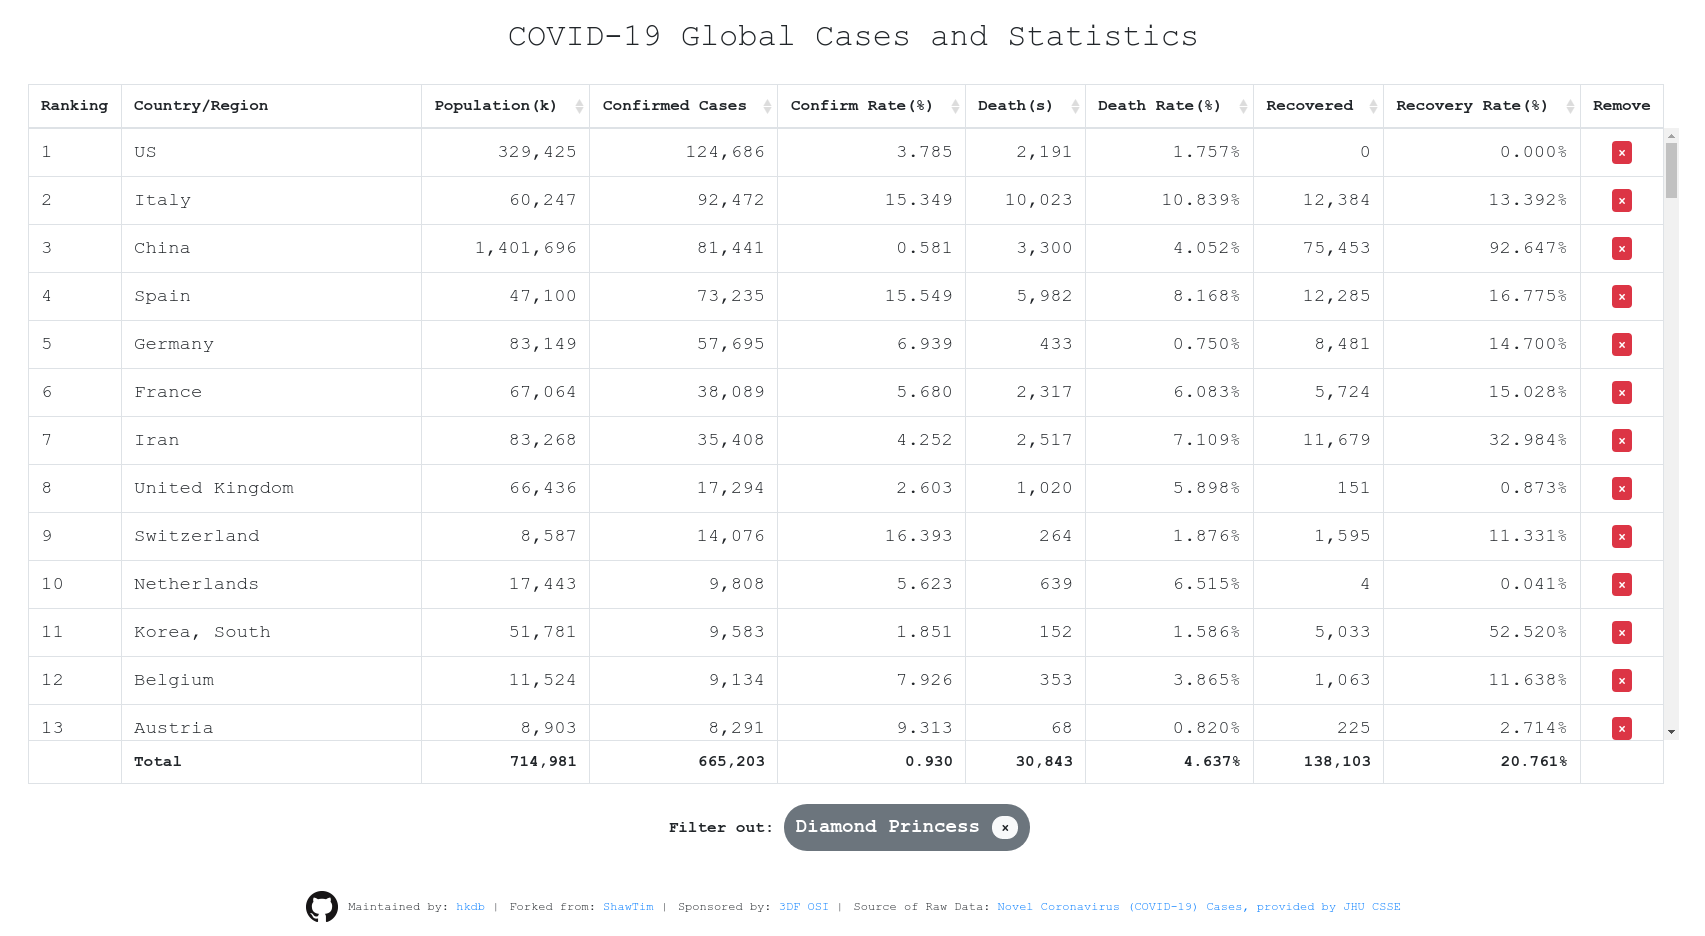 COVID-19 Global Cases and Statistics
Ranking Country/Region Population(k) Confirmed Cases Confirm Rate(%) Death(s) Death Rate(%) Recovered Recovery Rate(%) Remove
1 US 329,425 124,686 3.785 2,191 1.757% 0 0.000% ×
2 Italy 60,247 92,472 15.349 10,023 10.839% 12,384 13.392% ×
3 China 1,401,696 81,441 0.581 3,300 4.052% 75,453 92.647% ×
4 Spain 47,100 73,235 15.549 5,982 8.168% 12,285 16.775% ×
5 Germany 83,149 57,695 6.939 433 0.750% 8,481 14.700% ×
6 France 67,064 38,089 5.680 2,317 6.083% 5,724 15.028% ×
7 Iran 83,268 35,408 4.252 2,517 7.109% 11,679 32.984% ×
8 United Kingdom 66,436 17,294 2.603 1,020 5.898% 151 0.873% ×
9 Switzerland 8,587 14,076 16.393 264 1.876% 1,595 11.331% ×
10 Netherlands 17,443 9,808 5.623 639 6.515% 4 0.041% ×
11 Korea, South 51,781 9,583 1.851 152 1.586% 5,033 52.520% ×
12 Belgium 11,524 9,134 7.926 353 3.865% 1,063 11.638% ×
13 Austria 8,903 8,291 9.313 68 0.820% 225 2.714% ×
Total 714,981 665,203 0.930 30,843 4.637% 138,103 20.761%
Filter out: Diamond Princess ×
Maintained by: hkdb | Forked from: ShawTim | Sponsored by: 3DF OSI | Source of Raw Data: Novel Coronavirus (COVID-19) Cases, provided by JHU CSSE